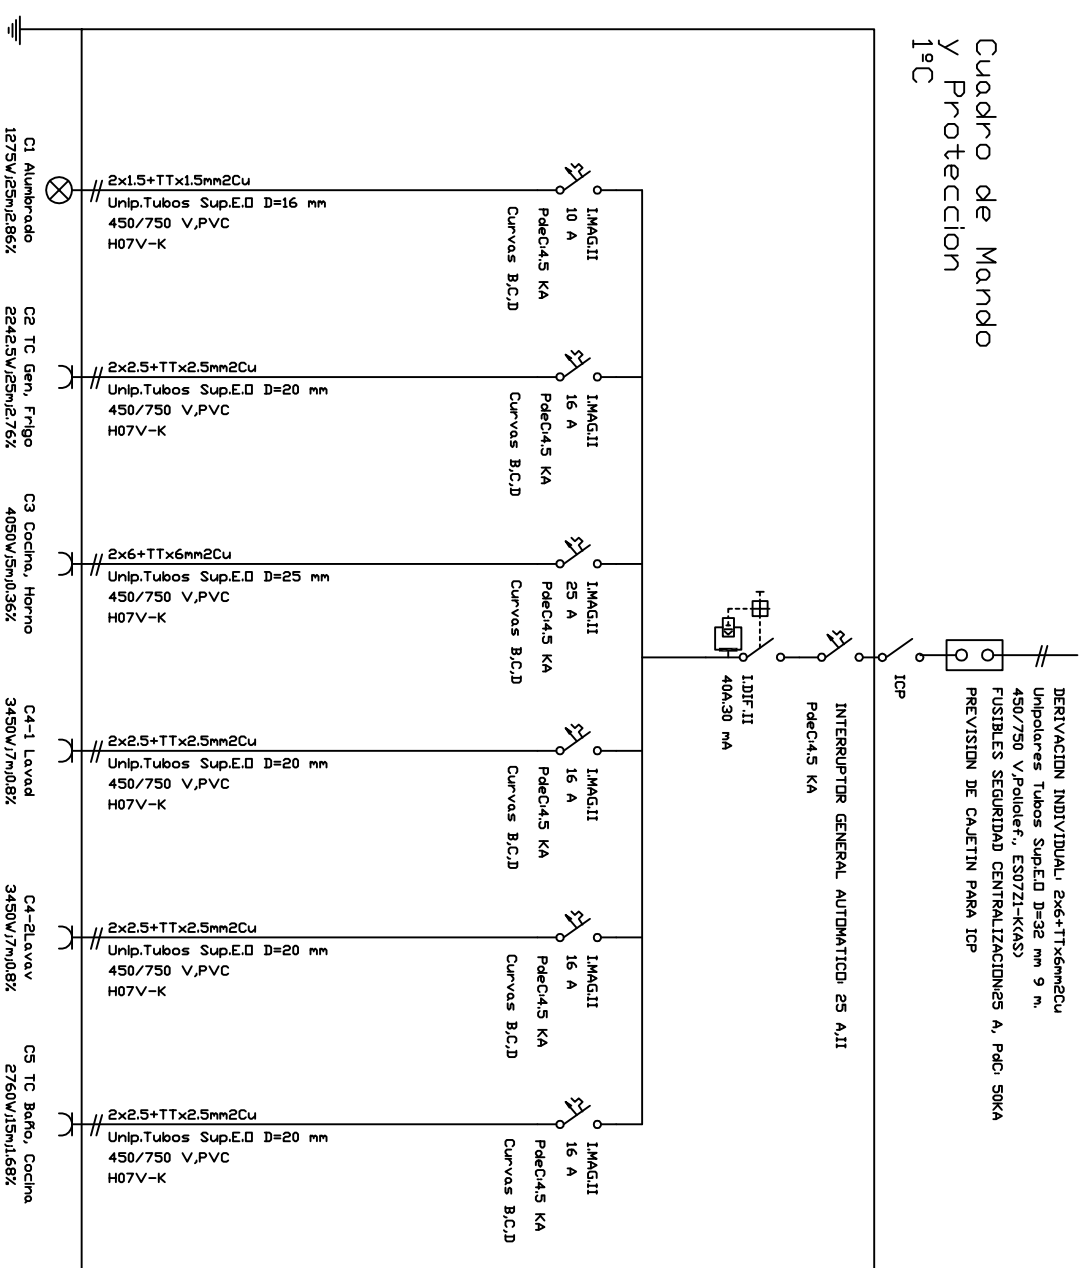 Cuadro de Mando
y Proteccion
1ºC
DERIVACION INDIVIDUAL: 2x6+TTx6mm2Cu
Unipolares Tubos Sup.E.O D=32 mm 9 m.
450/750 V,Poliolef., ES07Z1-K(AS)
FUSIBLES SEGURIDAD CENTRALIZACION:25 A, PdC: 50KA
PREVISION DE CAJETIN PARA ICP
ICP
INTERRUPTOR GENERAL AUTOMATICO: 25 A,II
PdeC:4.5 KA
I.DIF.II
40A.30 mA
I.MAG.II
10 A
PdeC:4.5 KA
Curvas B,C,D
2x1.5+TTx1.5mm2Cu
Unip.Tubos Sup.E.O D=16 mm
450/750 V,PVC
H07V-K
C1 Alumbrado
1275W;25m;2.86%
I.MAG.II
16 A
PdeC:4.5 KA
Curvas B,C,D
2x2.5+TTx2.5mm2Cu
Unip.Tubos Sup.E.O D=20 mm
450/750 V,PVC
H07V-K
C2 TC Gen, Frigo
2242.5W;25m;2.76%
I.MAG.II
25 A
PdeC:4.5 KA
Curvas B,C,D
2x6+TTx6mm2Cu
Unip.Tubos Sup.E.O D=25 mm
450/750 V,PVC
H07V-K
C3 Cocina, Horno
4050W;5m;0.36%
I.MAG.II
16 A
PdeC:4.5 KA
Curvas B,C,D
2x2.5+TTx2.5mm2Cu
Unip.Tubos Sup.E.O D=20 mm
450/750 V,PVC
H07V-K
C4-1 Lavad
3450W;7m;0.8%
I.MAG.II
16 A
PdeC:4.5 KA
Curvas B,C,D
2x2.5+TTx2.5mm2Cu
Unip.Tubos Sup.E.O D=20 mm
450/750 V,PVC
H07V-K
C4-2Lavav
3450W;7m;0.8%
I.MAG.II
16 A
PdeC:4.5 KA
Curvas B,C,D
2x2.5+TTx2.5mm2Cu
Unip.Tubos Sup.E.O D=20 mm
450/750 V,PVC
H07V-K
C5 TC Baño, Cocina
2760W;15m;1.68%